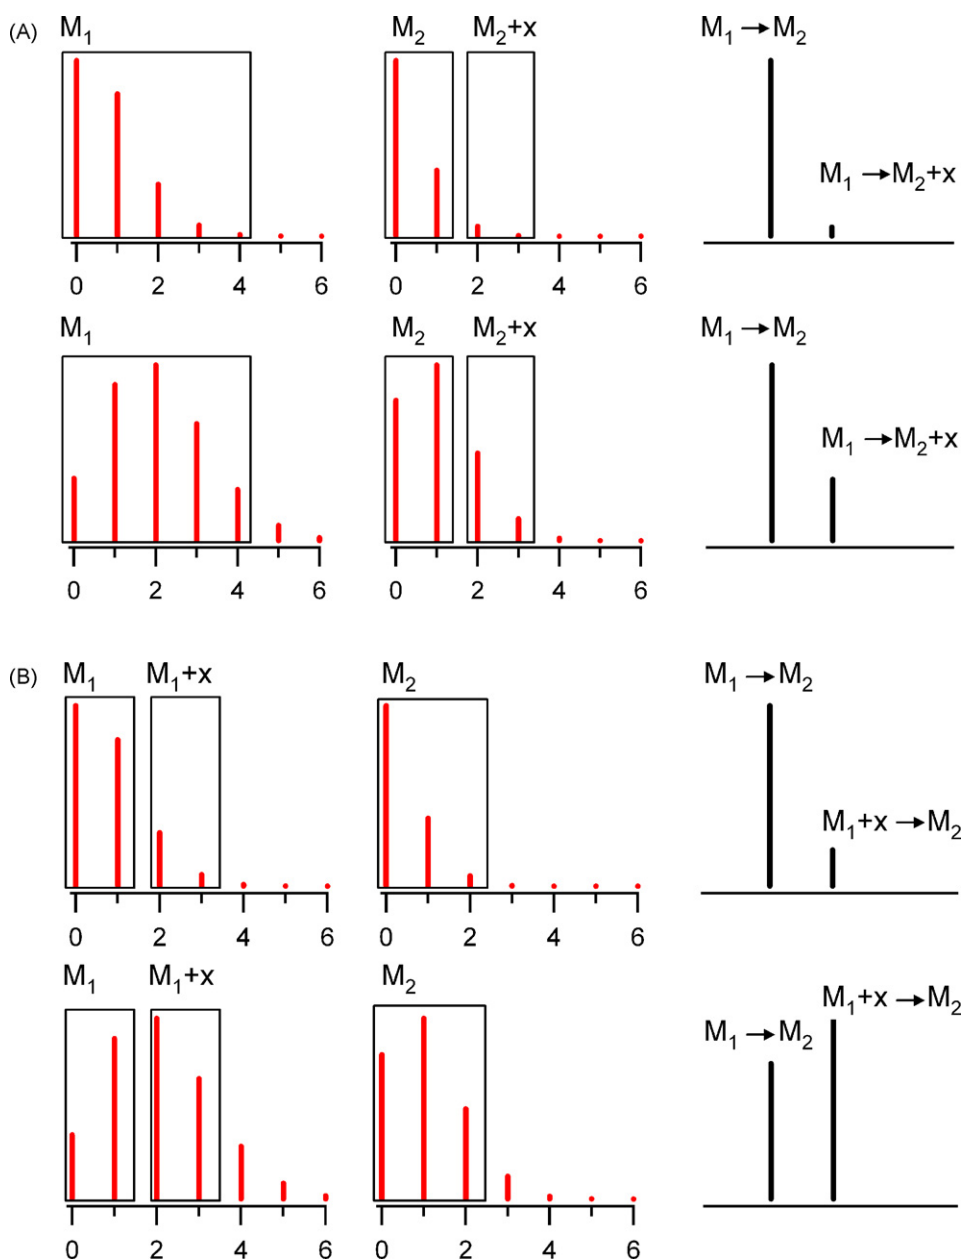 (A) M₁ M₂ M₂+x M₁ → M₂
M₁ → M₂+x
0 2 4 6 0 2 4 6
M₁ M₂ M₂+x M₁ → M₂
M₁ → M₂+x
0 2 4 6 0 2 4 6
(B) M₁ M₁+x M₂ M₁ → M₂
M₁+x → M₂
0 2 4 6 0 2 4 6
M₁ M₁+x M₂ M₁+x → M₂
M₁ → M₂
0 2 4 6 0 2 4 6